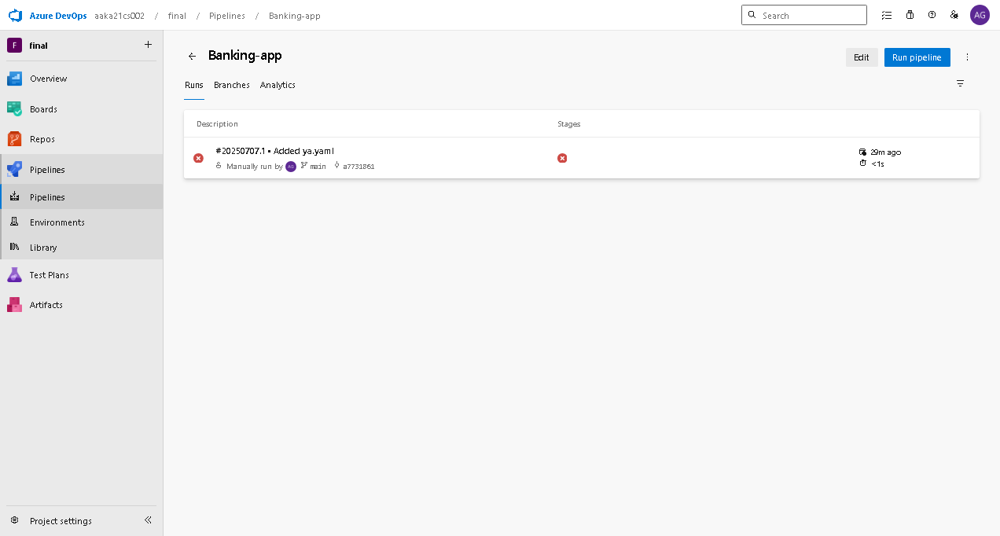 Azure DevOps aaka21cs002 / final / Pipelines / Banking-app Search AG
F final +
Banking-app Edit Run pipeline
Overview
Runs Branches Analytics
Boards
Description Stages
Repos
#20250707.1 • Added ya.yaml 29m ago
Manually run by AG main a7731861 <1s
Pipelines
Pipelines
Environments
Library
Test Plans
Artifacts
Project settings